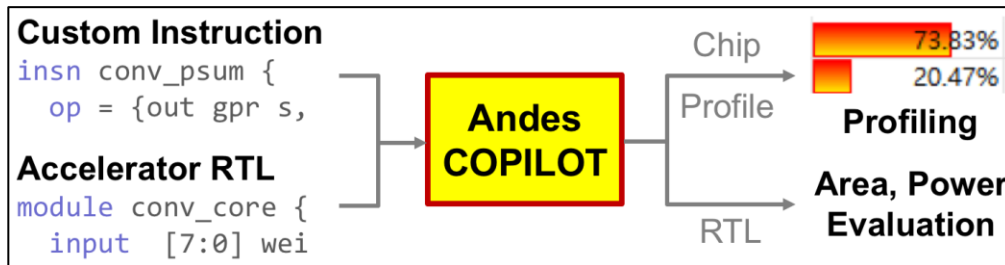 Custom Instruction
insn conv_psum {
op = {out gpr s,
Accelerator RTL
module conv_core {
input [7:0] wei
Andes
COPILOT
Chip
Profile
RTL
73.83%
20.47%
Profiling
Area, Power
Evaluation